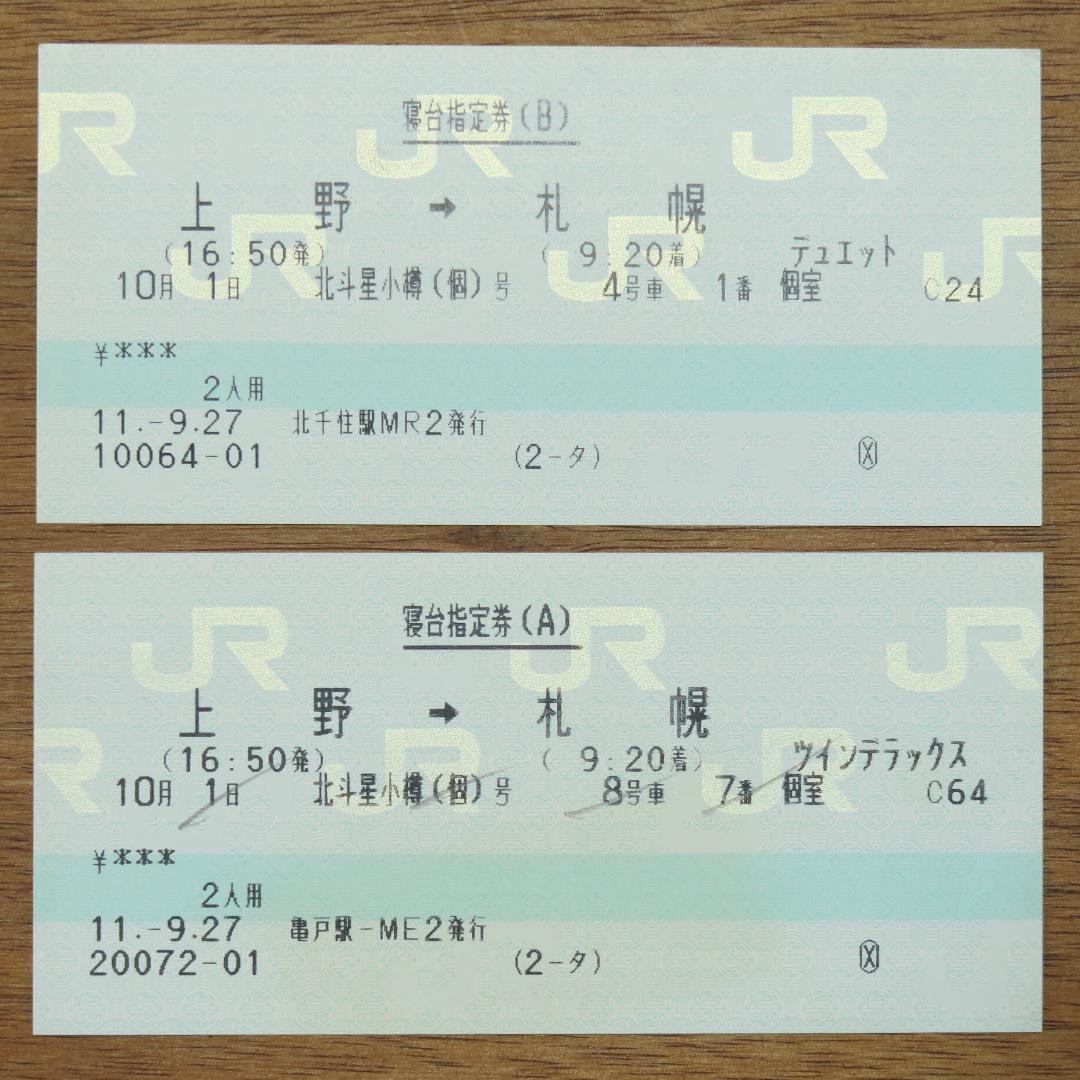 寝台指定券(B)
上野 → 札幌
(16:50発) (9:20着) デュエット
10月 1日 北斗星小樽(個)号 4号車 1番 個室 C24
¥***
2人用
11.-9.27 北千住駅MR2発行
10064-01 (2-タ) Ⓧ
寝台指定券(A)
上野 → 札幌
(16:50発) (9:20着) ツインデラックス
10月 1日 北斗星小樽(個)号 8号車 7番 個室 C64
¥***
2人用
11.-9.27 亀戸駅-ME2発行
20072-01 (2-タ) Ⓧ